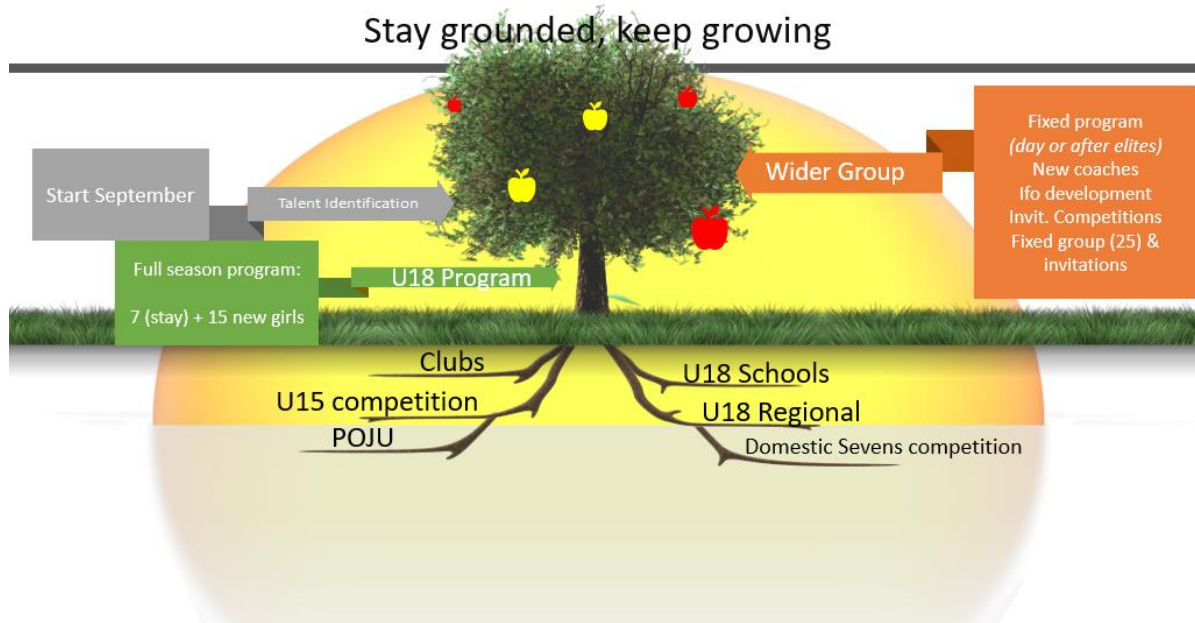 Stay grounded, keep growing
Start September
Talent Identification
Full season program:
7 (stay) + 15 new girls
U18 Program
Wider Group
Fixed program
(day or after elites)
New coaches
Ifo development
Invit. Competitions
Fixed group (25) &
invitations
Clubs
U15 competition
POJU
U18 Schools
U18 Regional
Domestic Sevens competition